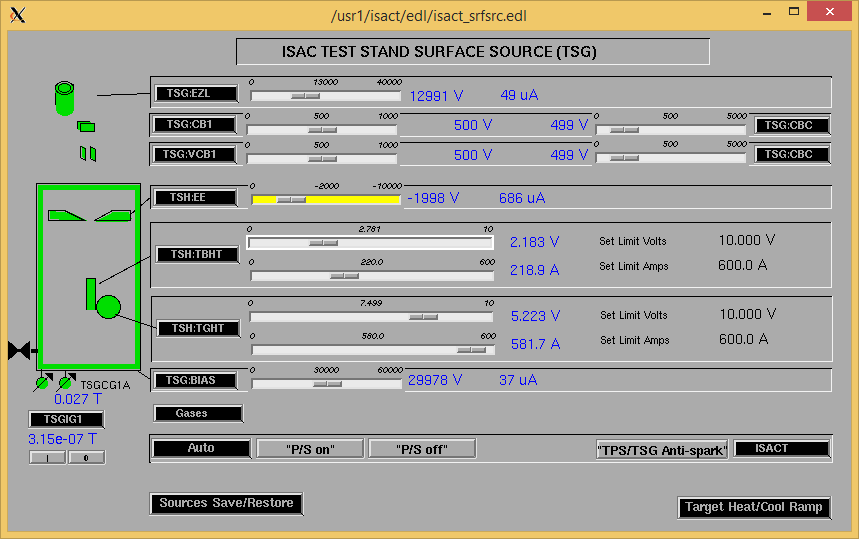 /usr1/isact/edl/isact_srfsrc.edl
ISAC TEST STAND SURFACE SOURCE (TSG)
0 13000 40000
TSG:EZL 12991 V 49 uA
0 500 1000 0 500 5000
TSG:CB1 500 V 499 V TSG:CBC
0 500 1000 0 500 5000
TSG:VCB1 500 V 499 V TSG:CBC
0 -2000 -10000
TSH:EE -1998 V 686 uA
0 2.781 10
2.183 V Set Limit Volts 10.000 V
TSH:TBHT
0 220.0 600
218.9 A Set Limit Amps 600.0 A
0 7.499 10
5.223 V Set Limit Volts 10.000 V
TSH:TGHT
0 580.0 600
581.7 A Set Limit Amps 600.0 A
0 30000 60000
TSG:BIAS 29978 V 37 uA
TSGCG1A
0.027 T
TSGIG1
3.15e-07 T
I 0
Gases
Auto "P/S on" "P/S off" "TPS/TSG Anti-spark" ISACT
Sources Save/Restore
Target Heat/Cool Ramp